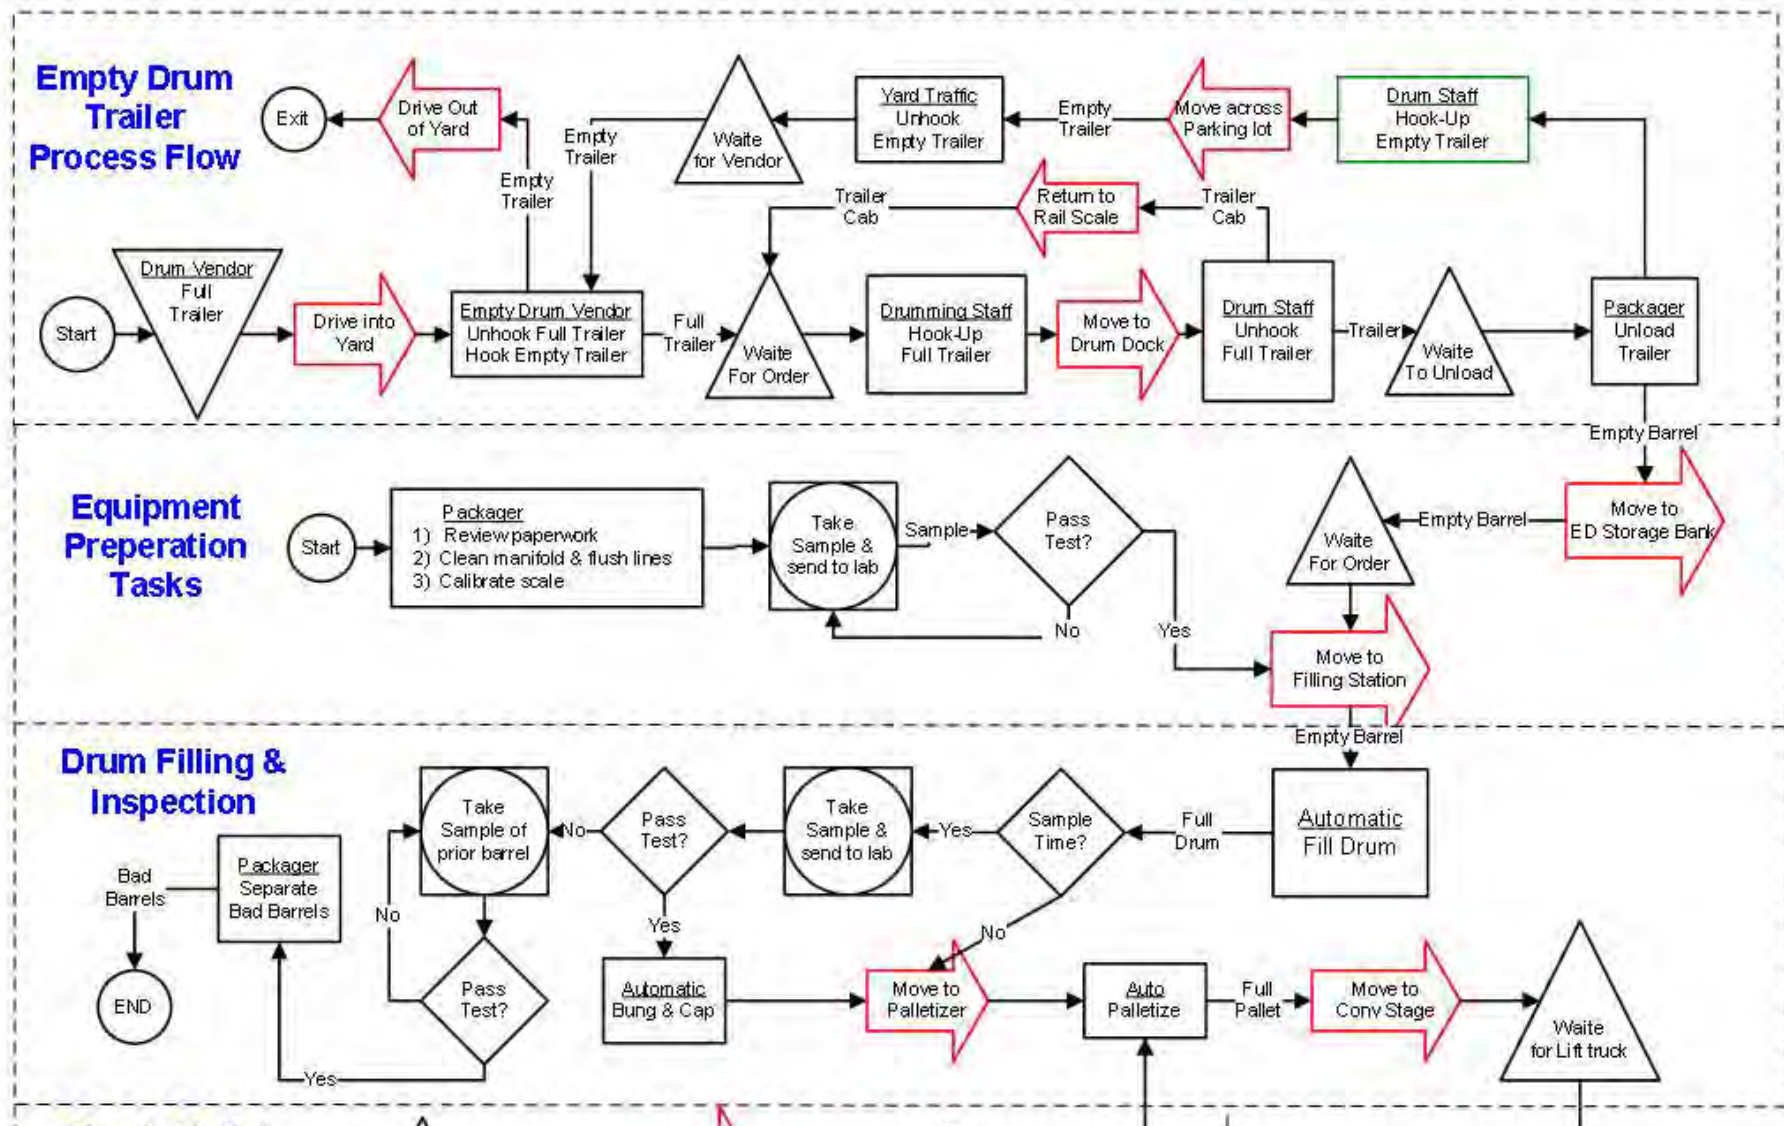 Empty Drum
Trailer
Process Flow
Exit
Drive Out
of Yard
Empty
Trailer
Empty
Trailer
Waite
for Vendor
Yard Traffic
Unhook
Empty Trailer
Empty
Trailer
Move across
Parking lot
Drum Staff
Hook-Up
Empty Trailer
Trailer
Cab
Return to
Rail Scale
Trailer
Cab
Start
Drum Vendor
Full
Trailer
Drive into
Yard
Empty Drum Vendor
Unhook Full Trailer
Hook Empty Trailer
Full
Trailer
Waite
For Order
Drumming Staff
Hook-Up
Full Trailer
Move to
Drum Dock
Drum Staff
Unhook
Full Trailer
Trailer
Waite
To Unload
Packager
Unload
Trailer
Empty Barrel
Equipment
Preperation
Tasks
Start
Packager
1) Review paperwork
2) Clean manifold & flush lines
3) Calibrate scale
Take
Sample &
send to lab
Sample
Pass
Test?
No
Yes
Waite
For Order
Empty Barrel
Move to
ED Storage Bank
Move to
Filling Station
Empty Barrel
Drum Filling &
Inspection
Bad
Barrels
END
Packager
Separate
Bad Barrels
No
Take
Sample of
prior barrel
Pass
Test?
Yes
No
Pass
Test?
Yes
Take
Sample &
send to lab
Yes
Sample
Time?
No
Full
Drum
Automatic
Fill Drum
Automatic
Bung & Cap
Move to
Palletizer
Auto
Palletize
Full
Pallet
Move to
Conv Stage
Waite
for Lift truck